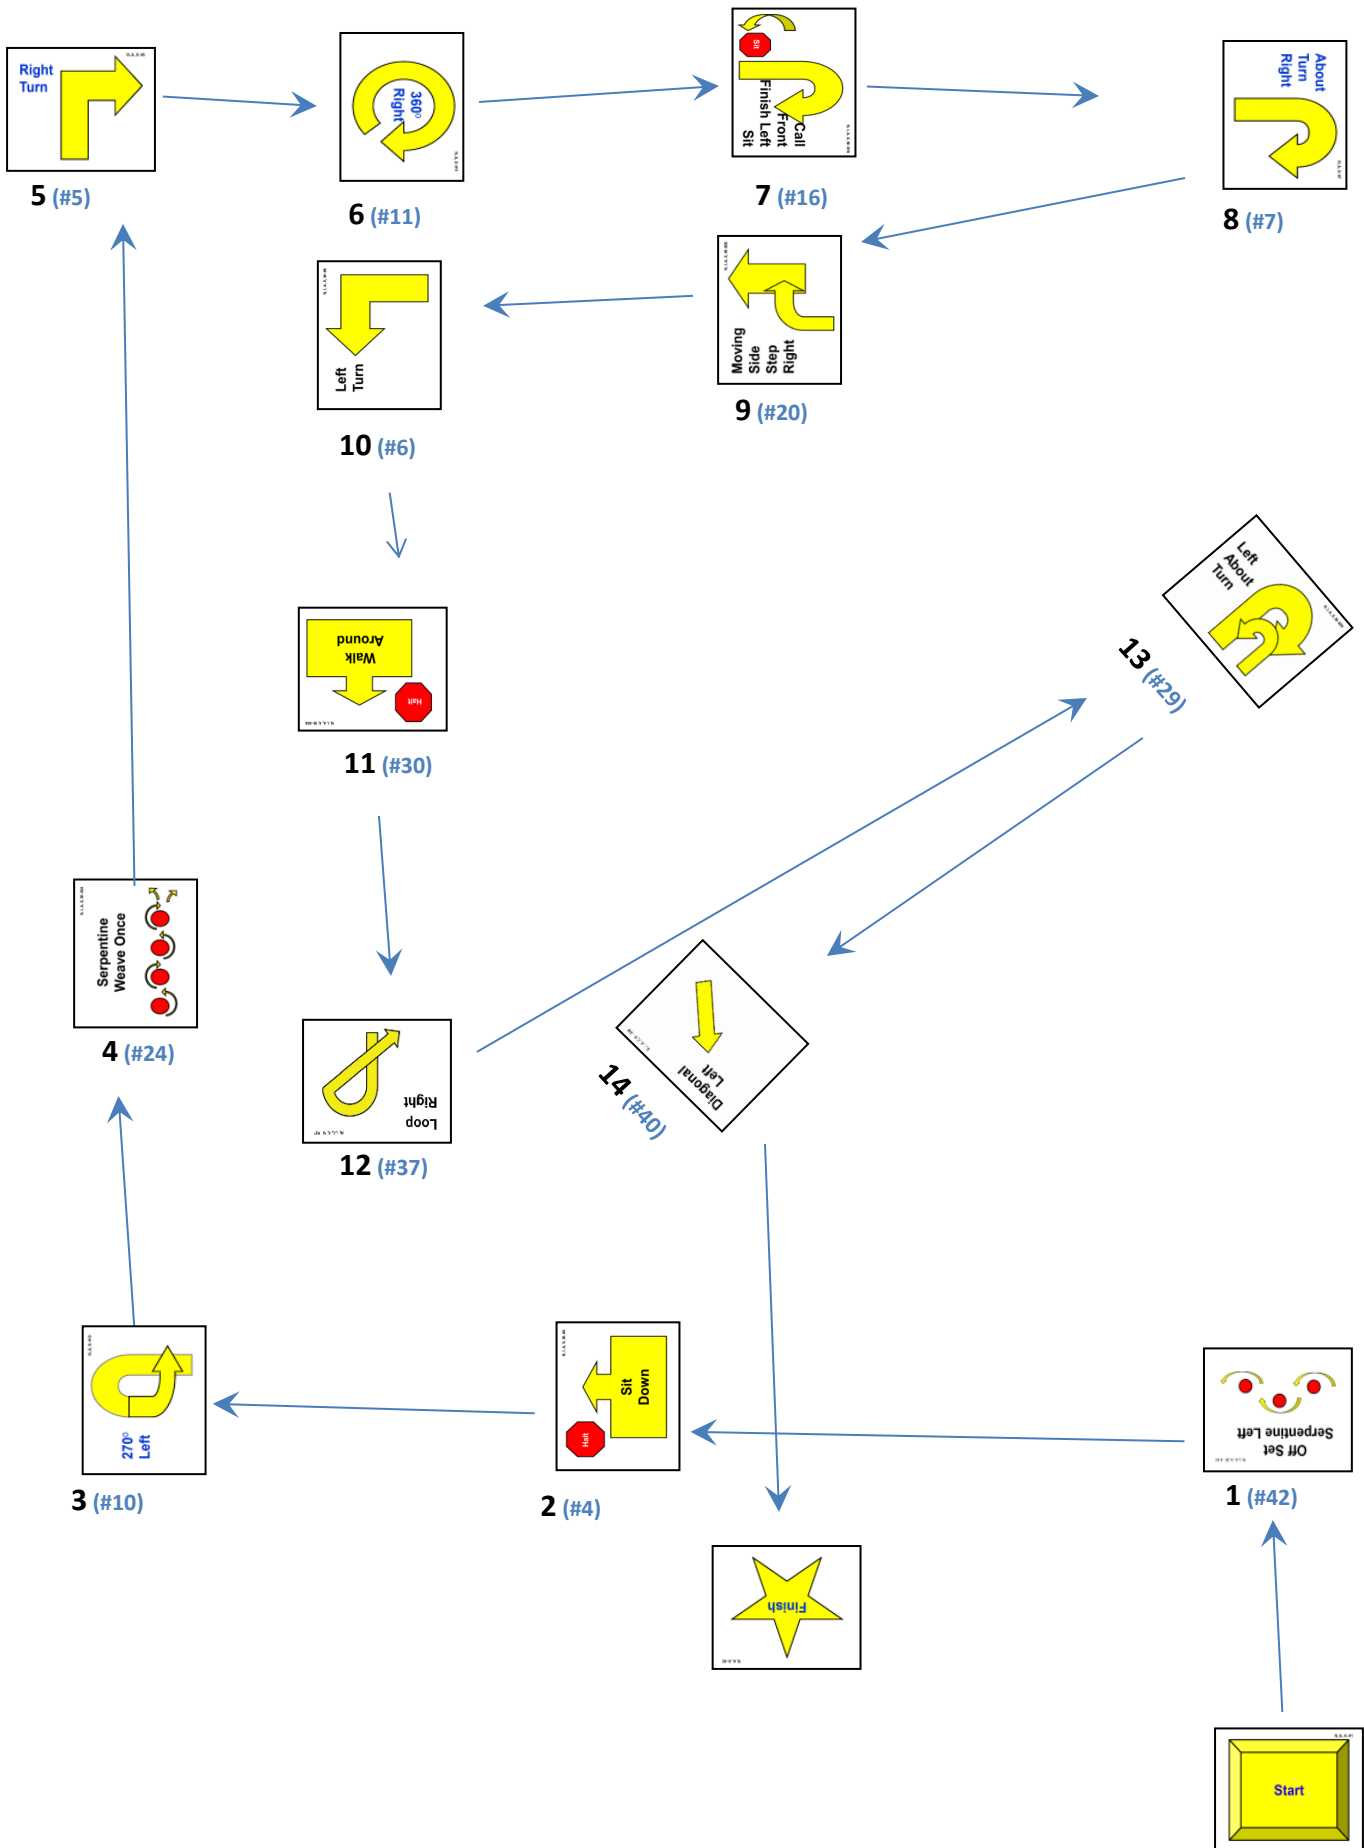 Right
Turn
5 (#5)
360⁰
Right
6 (#11)
Sit
Call
Front
Finish Left
Sit
7 (#16)
About
Turn
Right
8 (#7)
Moving
Side
Step
Right
9 (#20)
Left
Turn
10 (#6)
Walk
Around
Halt
11 (#30)
Left
About
Turn
13 (#29)
Serpentine
Weave Once
4 (#24)
Loop
Right
12 (#37)
Diagonal
Left
14 (#40)
270⁰
Left
3 (#10)
Sit
Down
Halt
2 (#4)
Off Set
Serpentine Left
1 (#42)
Finish
Start